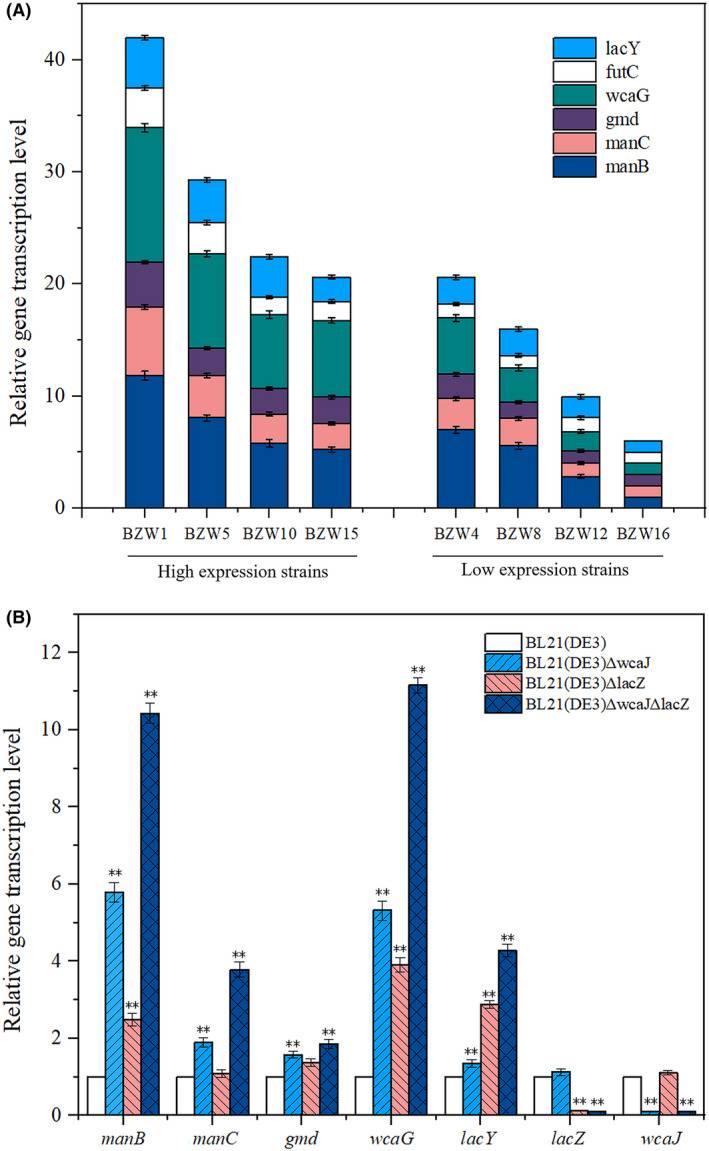 (A)
Relative gene transcription level
40
30
20
10
0
lacY
futC
wcaG
gmd
manC
manB
BZW1 BZW5 BZW10 BZW15 BZW4 BZW8 BZW12 BZW16
High expression strains Low expression strains
(B)
Relative gene transcription level
12
10
8
6
4
2
0
BL21(DE3)
BL21(DE3)ΔwcaJ
BL21(DE3)ΔlacZ
BL21(DE3)ΔwcaJΔlacZ
** ** **
** **
** **
** ** **
** ** **
** **
** **
manB manC gmd wcaG lacY lacZ wcaJ